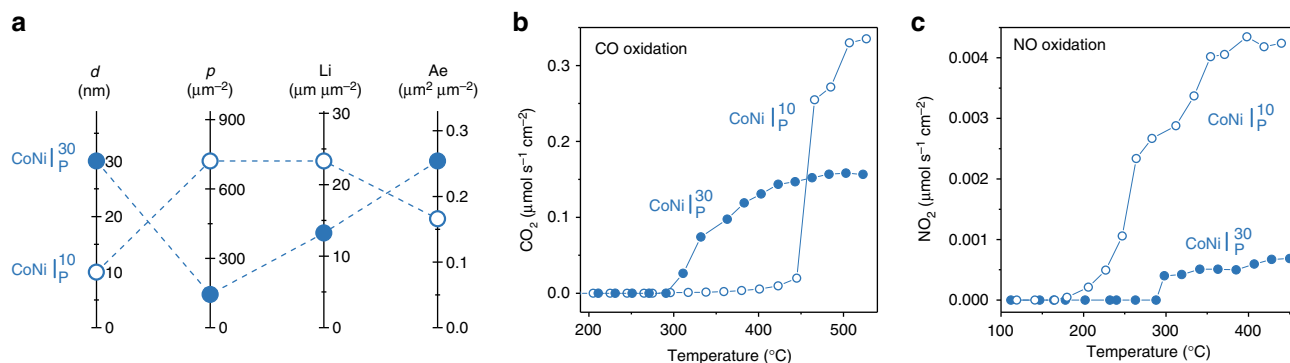 a
d
(nm)
p
(μm⁻²)
Li
(μm μm⁻²)
Ae
(μm² μm⁻²)
CoNi |³⁰P
CoNi |¹⁰P
30
20
10
0
900
600
300
0
30
20
10
0
0.3
0.2
0.1
0.0
b
CO oxidation
CO₂ (μmol s⁻¹ cm⁻²)
0.3
0.2
0.1
0.0
CoNi |¹⁰P
CoNi |³⁰P
200 300 400 500
Temperature (°C)
c
NO oxidation
NO₂ (μmol s⁻¹ cm⁻²)
0.004
0.003
0.002
0.001
0.000
CoNi |¹⁰P
CoNi |³⁰P
100 200 300 400
Temperature (°C)